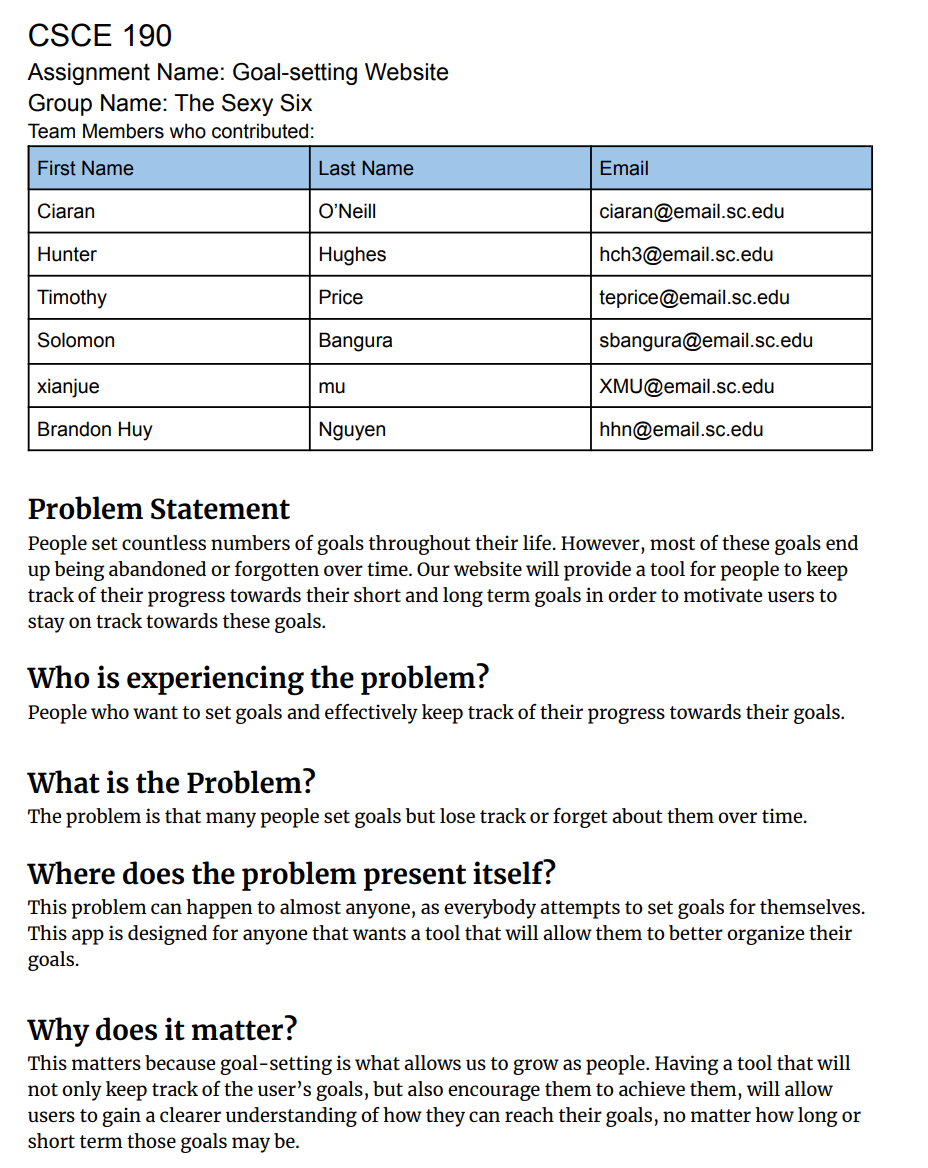 CSCE 190
Assignment Name: Goal-setting Website
Group Name: The Sexy Six
Team Members who contributed:
First Name Last Name Email
Ciaran O’Neill ciaran@email.sc.edu
Hunter Hughes hch3@email.sc.edu
Timothy Price teprice@email.sc.edu
Solomon Bangura sbangura@email.sc.edu
xianjue mu XMU@email.sc.edu
Brandon Huy Nguyen hhn@email.sc.edu
Problem Statement
People set countless numbers of goals throughout their life. However, most of these goals end
up being abandoned or forgotten over time. Our website will provide a tool for people to keep
track of their progress towards their short and long term goals in order to motivate users to
stay on track towards these goals.
Who is experiencing the problem?
People who want to set goals and effectively keep track of their progress towards their goals.
What is the Problem?
The problem is that many people set goals but lose track or forget about them over time.
Where does the problem present itself?
This problem can happen to almost anyone, as everybody attempts to set goals for themselves.
This app is designed for anyone that wants a tool that will allow them to better organize their
goals.
Why does it matter?
This matters because goal-setting is what allows us to grow as people. Having a tool that will
not only keep track of the user’s goals, but also encourage them to achieve them, will allow
users to gain a clearer understanding of how they can reach their goals, no matter how long or
short term those goals may be.